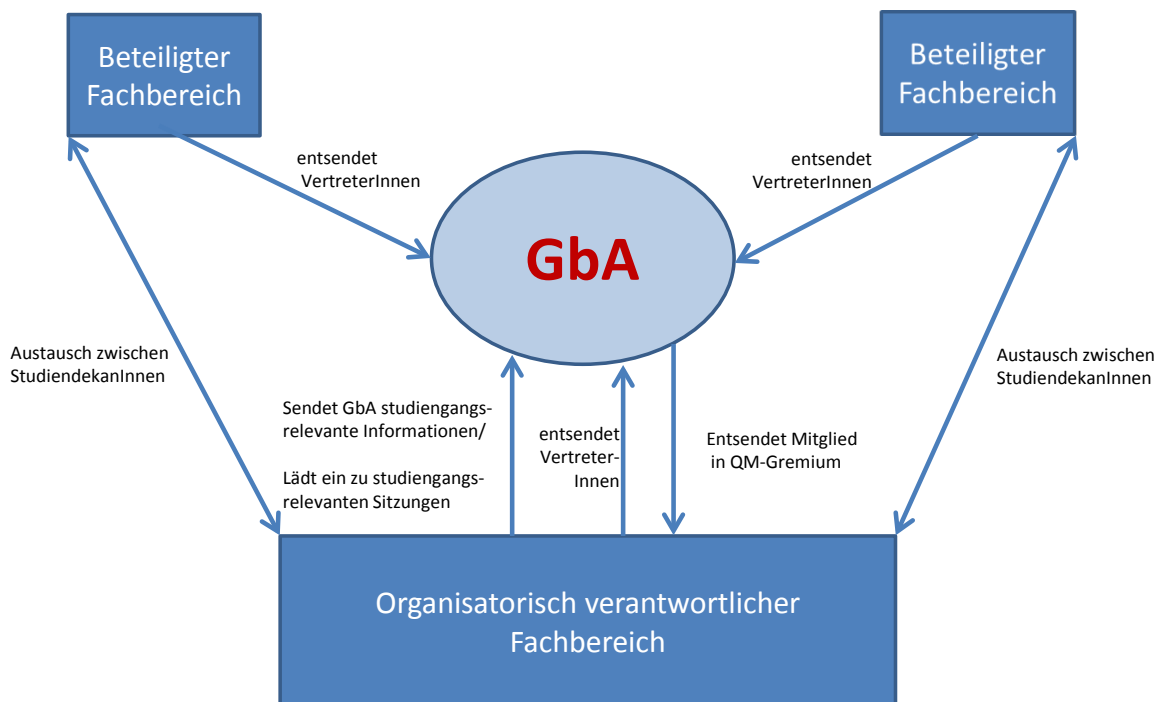 Beteiligter
Fachbereich
Beteiligter
Fachbereich
entsendet
VertreterInnen
entsendet
VertreterInnen
GbA
Austausch zwischen
StudiendekanInnen
Austausch zwischen
StudiendekanInnen
Sendet GbA studiengangs-
relevante Informationen/
Lädt ein zu studiengangs-
relevanten Sitzungen
entsendet
Vertreter-
Innen
Entsendet Mitglied
in QM-Gremium
Organisatorisch verantwortlicher
Fachbereich